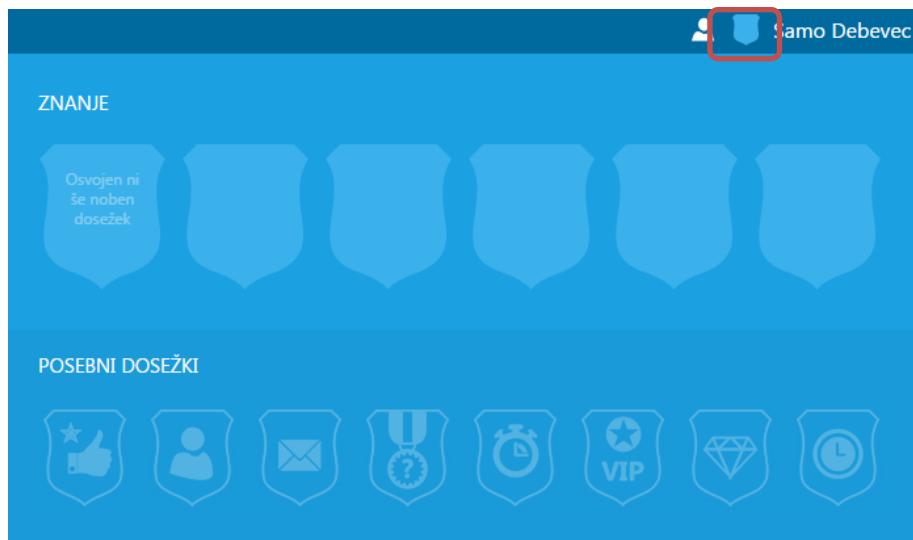 Samo Debevec
ZNANJE
Osvojen ni
še noben
dosežek
POSEBNI DOSEŽKI
?
VIP